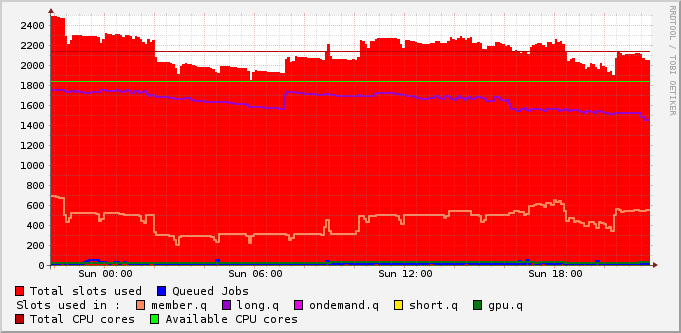 2400
2200
2000
1800
1600
1400
1200
1000
800
600
400
200
0
Sun 00:00 Sun 06:00 Sun 12:00 Sun 18:00
Total slots used Queued Jobs
Slots used in : member.q long.q ondemand.q short.q gpu.q
Total CPU cores Available CPU cores
RRDTOOL / TOBI OETIKER